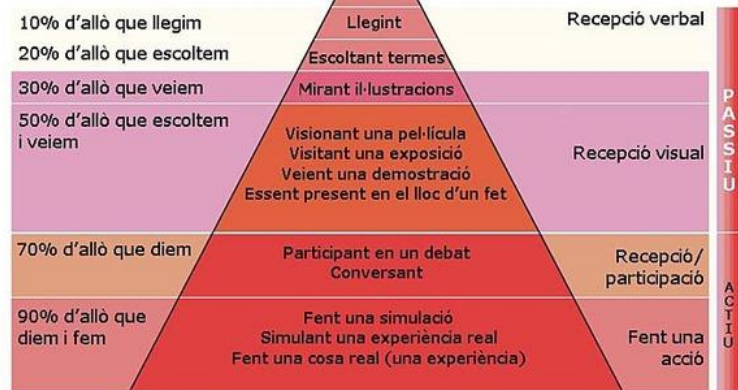 10% d'allò que llegim
Llegint
Recepció verbal
20% d'allò que escoltem
Escoltant termes
30% d'allò que veiem
Mirant il·lustracions
50% d'allò que escoltem
i veiem
Visionant una pel·lícula
Visitant una exposició
Veient una demostració
Essent present en el lloc d'un fet
Recepció visual
PASSIU
70% d'allò que diem
Participant en un debat
Conversant
Recepció/
participació
90% d'allò que
diem i fem
Fent una simulació
Simulant una experiència real
Fent una cosa real (una experiència)
Fent una
acció
ACTIU